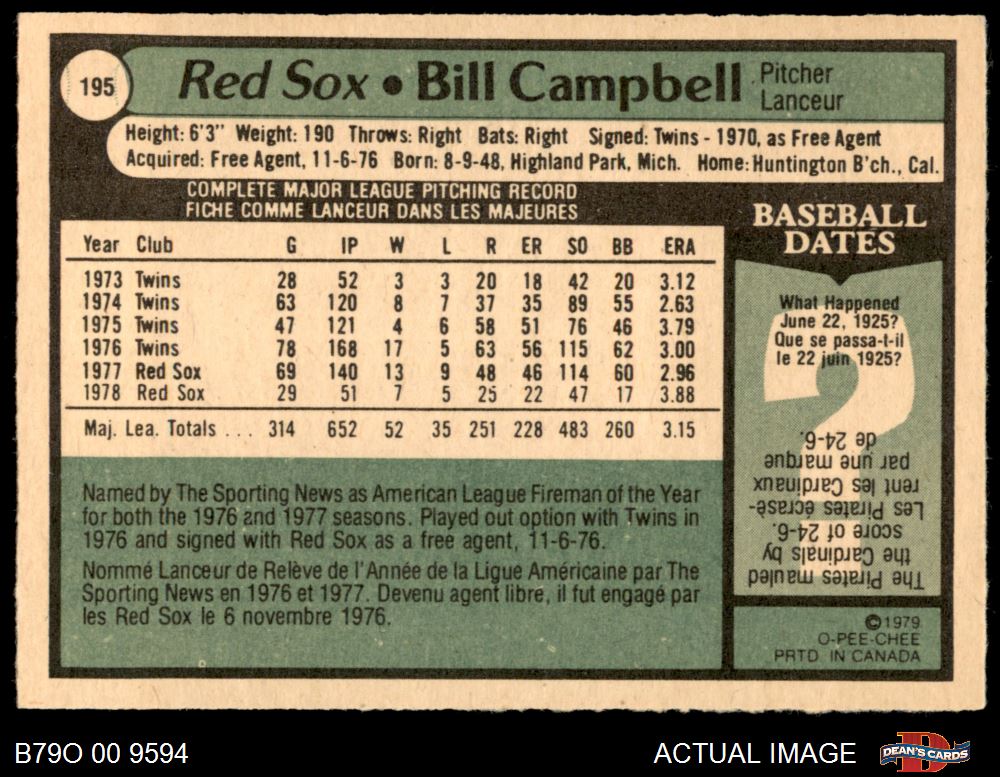 195
Red Sox • Bill Campbell
Pitcher
Lanceur
Height: 6'3" Weight: 190 Throws: Right Bats: Right Signed: Twins - 1970, as Free Agent
Acquired: Free Agent, 11-6-76 Born: 8-9-48, Highland Park, Mich. Home: Huntington B'ch., Cal.
COMPLETE MAJOR LEAGUE PITCHING RECORD
FICHE COMME LANCEUR DANS LES MAJEURES
Year Club G IP W L R ER SO BB ERA
1973 Twins 28 52 3 3 20 18 42 20 3.12
1974 Twins 63 120 8 7 37 35 89 55 2.63
1975 Twins 47 121 4 6 58 51 76 46 3.79
1976 Twins 78 168 17 5 63 56 115 62 3.00
1977 Red Sox 69 140 13 9 48 46 114 60 2.96
1978 Red Sox 29 51 7 5 25 22 47 17 3.88
Maj. Lea. Totals ... 314 652 52 35 251 228 483 260 3.15
Named by The Sporting News as American League Fireman of the Year
for both the 1976 and 1977 seasons. Played out option with Twins in
1976 and signed with Red Sox as a free agent, 11-6-76.
Nommé Lanceur de Relève de l'Année de la Ligue Américaine par The
Sporting News en 1976 et 1977. Devenu agent libre, il fut engagé par
les Red Sox le 6 novembre 1976.
BASEBALL
DATES
What Happened
June 22, 1925?
Que se passa-t-il
le 22 juin 1925?
The Pirates mauled
the Cardinals by
score of 24-6.
Les Pirates écrasè-
rent les Cardinaux
par une marque
de 24-6.
©1979
O-PEE-CHEE
PRTD IN CANADA
B79O 00 9594
ACTUAL IMAGE
DEAN'S CARDS